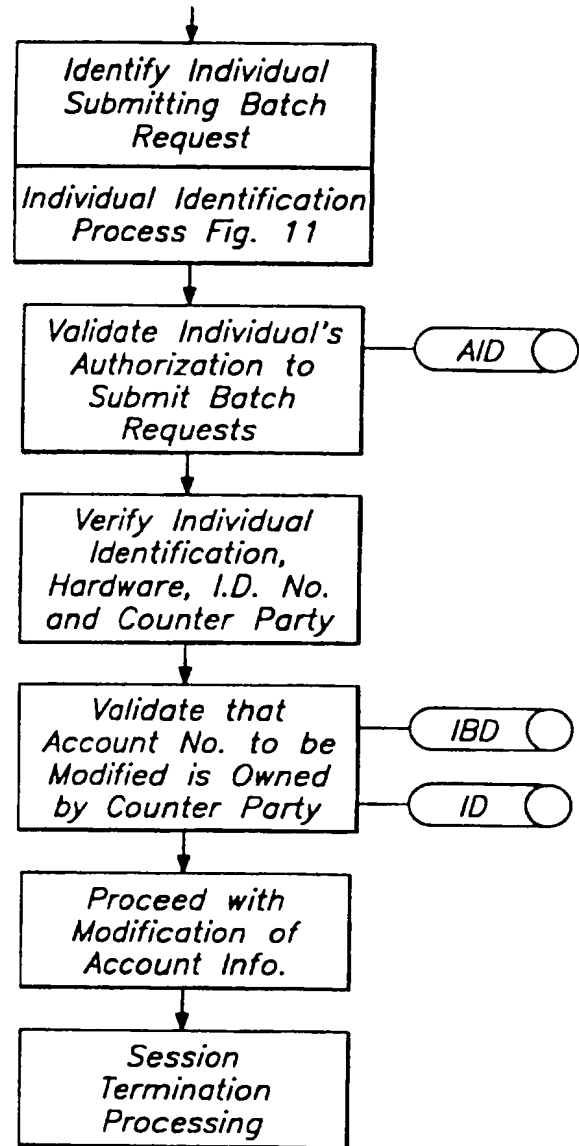 Identify Individual
Submitting Batch
Request
Individual Identification
Process Fig. 11
Validate Individual's
Authorization to
Submit Batch
Requests
AID
Verify Individual
Identification,
Hardware, I.D. No.
and Counter Party
Validate that
Account No. to be
Modified is Owned
by Counter Party
IBD
ID
Proceed with
Modification of
Account Info.
Session
Termination
Processing